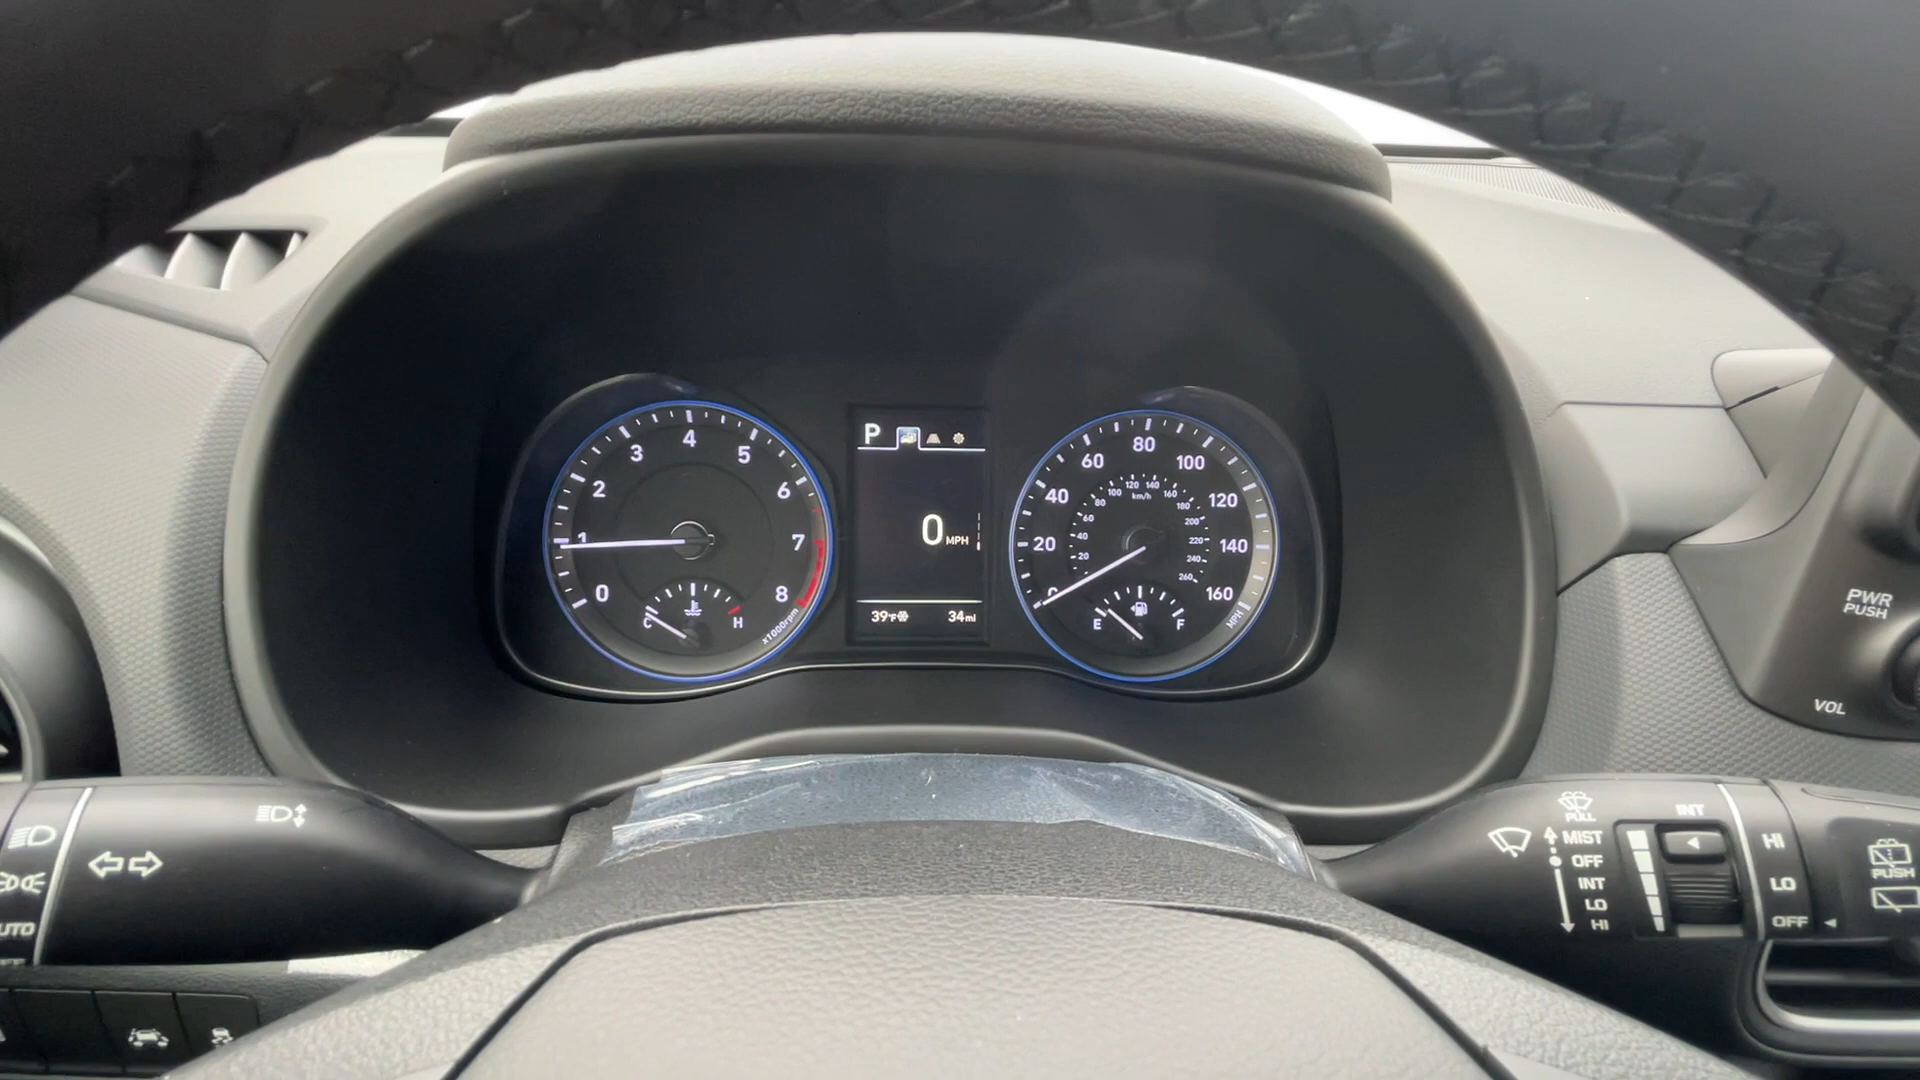 0
1
2
3
4
5
6
7
8
x1000rpm
C
H
P
0 MPH
39°F
34mi
0
20
40
60
80
100
120
140
160
MPH
20
40
60
80
100
120
140
160
180
200
220
240
260
km/h
E
F
PWR
PUSH
VOL
PULL
MIST
OFF
INT
LO
HI
INT
HI
LO
OFF
PUSH